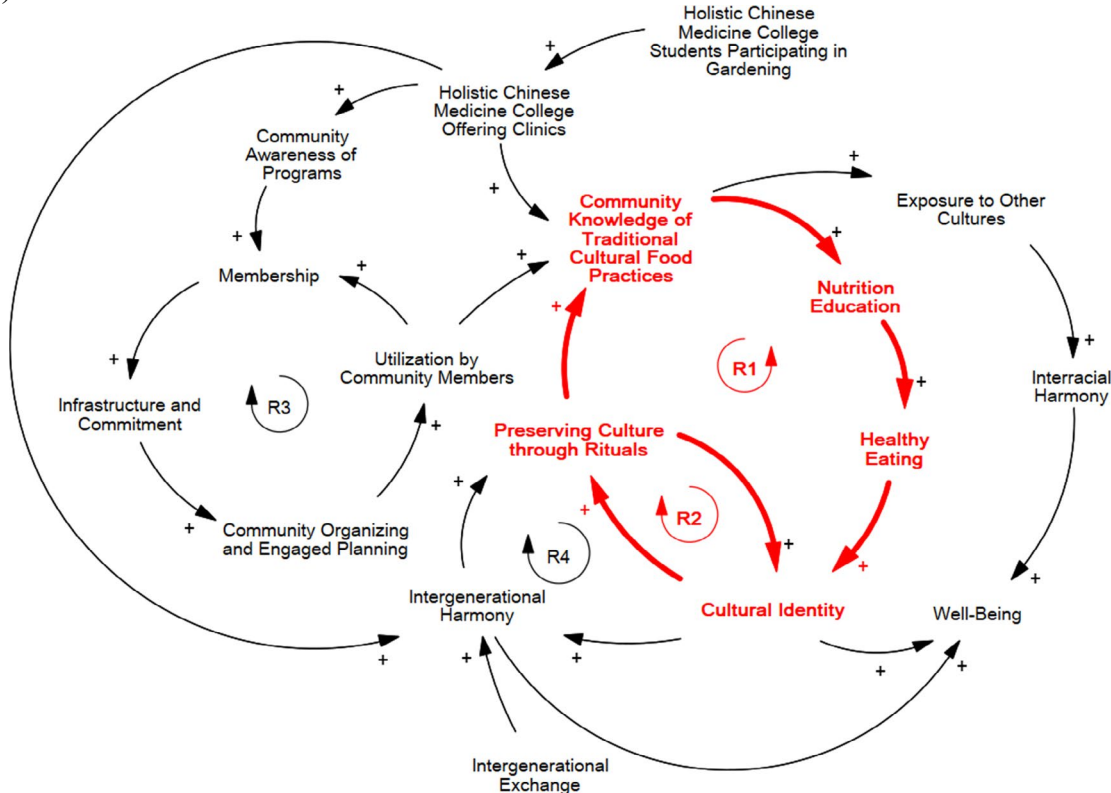 )
Holistic Chinese
Medicine College
Students Participating in
Gardening
+
Holistic Chinese
Medicine College
Offering Clinics
+
Community
Awareness of
Programs
+
+
Community
Knowledge of
Traditional
Cultural Food
Practices
+
Exposure to Other
Cultures
+
Membership
+
+
+
Nutrition
Education
+
+
Utilization by
Community Members
R1
+
+
Interracial
Harmony
Infrastructure and
Commitment
R3
+
Preserving Culture
through Rituals
Healthy
Eating
+
+
R2
+
Community Organizing
and Engaged Planning
R4
+
+
Intergenerational
Harmony
Cultural Identity
+
Well-Being
+
+
+
+
+
Intergenerational
Exchange